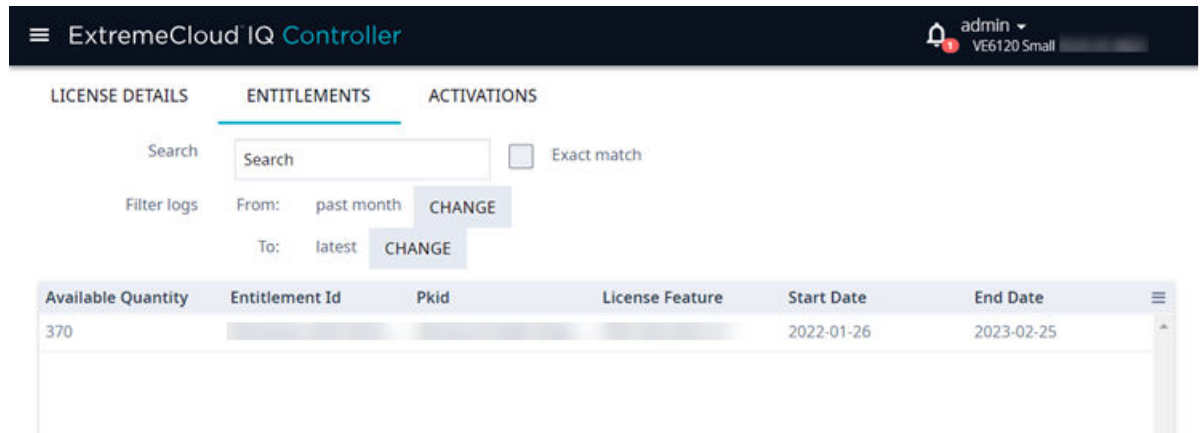 ExtremeCloud IQ Controller
admin
1
VE6120 Small
LICENSE DETAILS ENTITLEMENTS ACTIVATIONS
Search Search Exact match
Filter logs From: past month CHANGE
To: latest CHANGE
Available Quantity Entitlement Id Pkid License Feature Start Date End Date
370 2022-01-26 2023-02-25